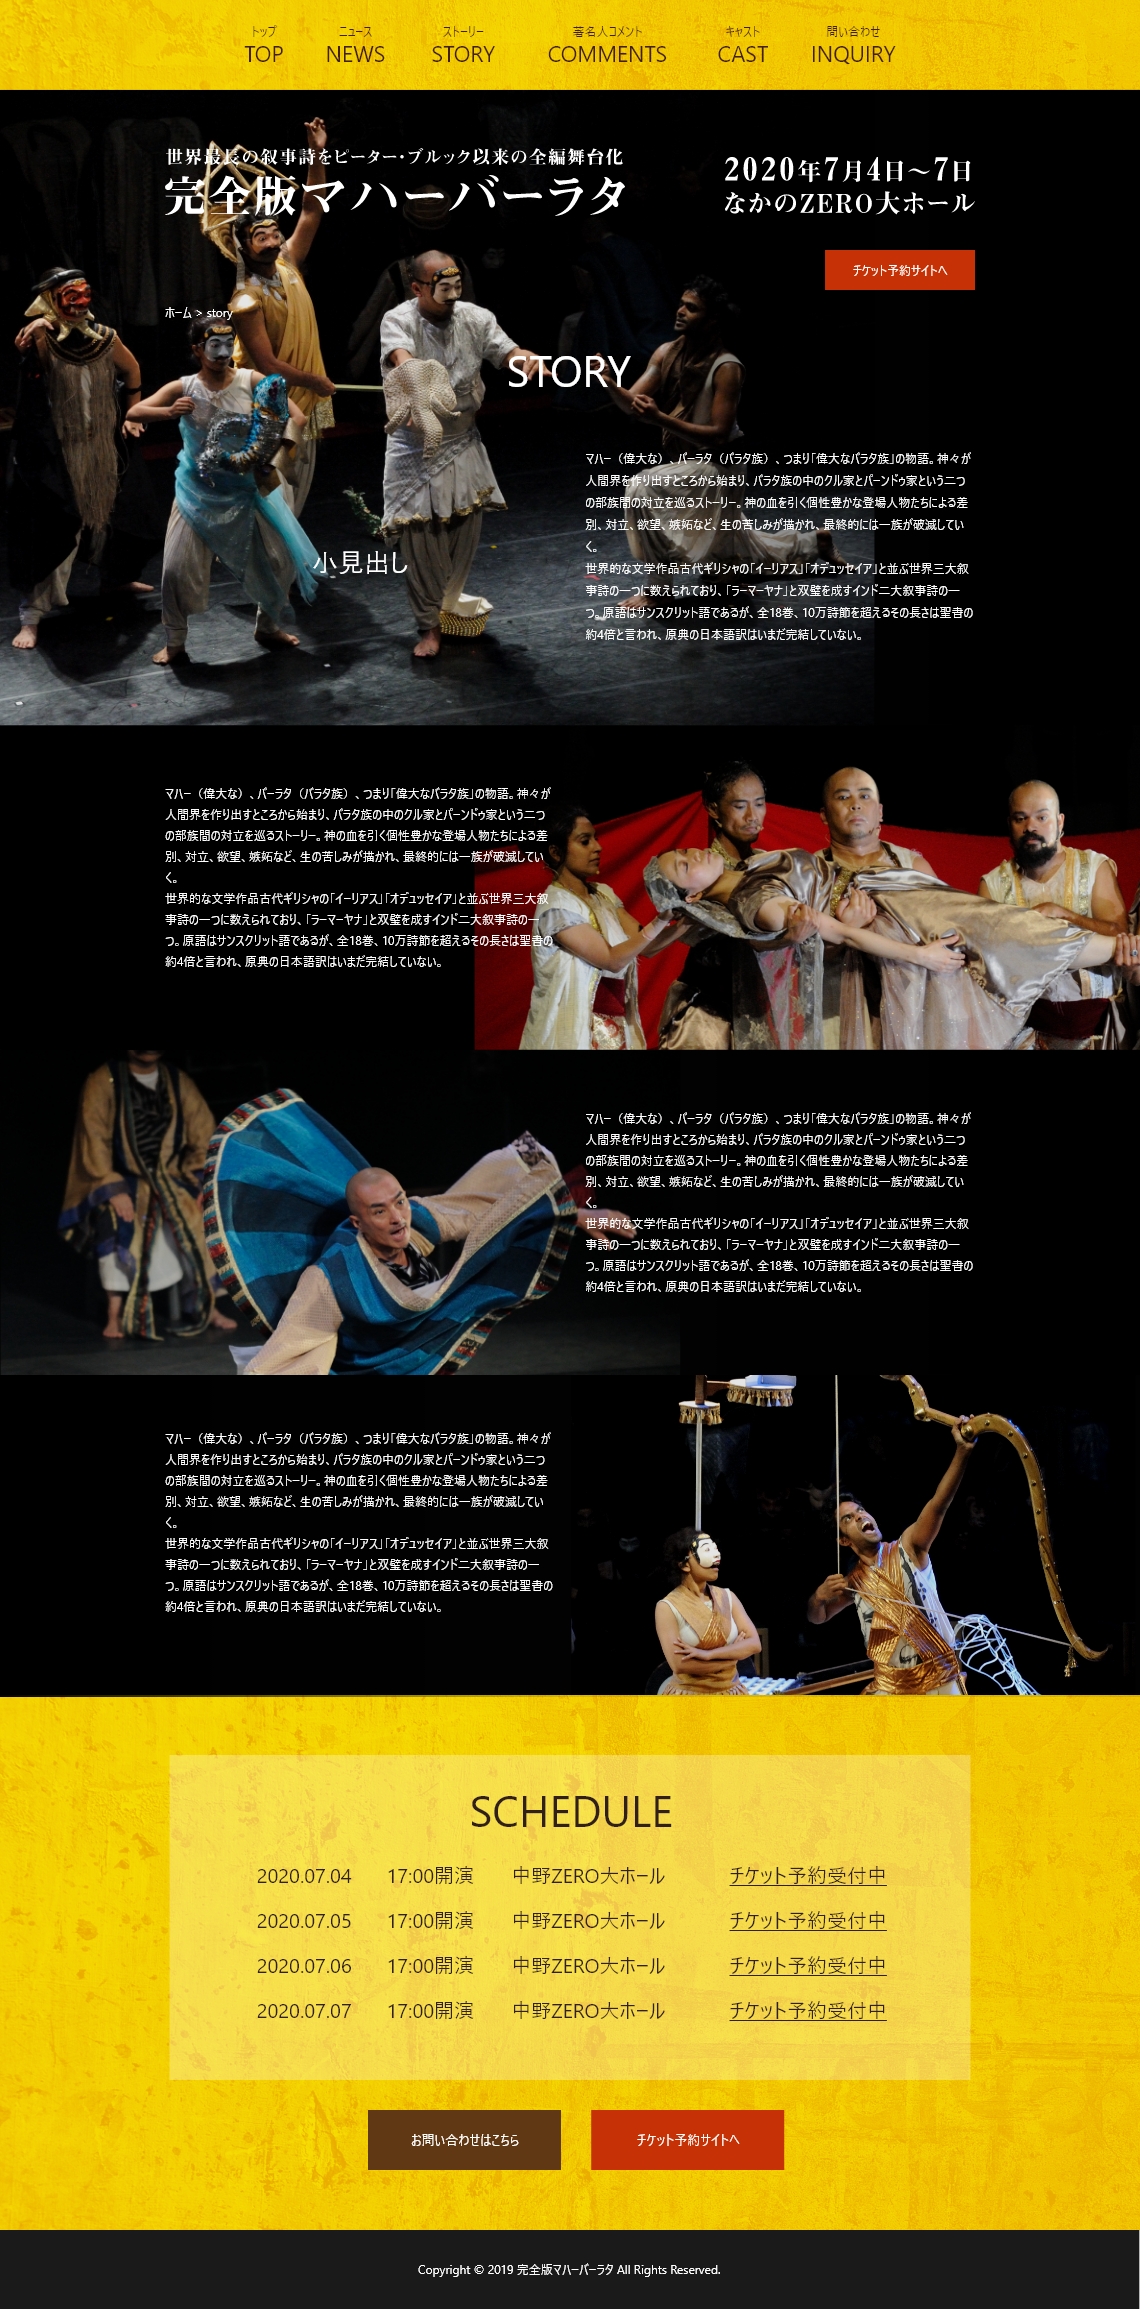 トップ
TOP
ニュース
NEWS
ストーリー
STORY
著名人コメント
COMMENTS
キャスト
CAST
問い合わせ
INQUIRY
世界最長の叙事詩をピーター・ブルック以来の全編舞台化
完全版マハーバーラタ
2020年7月4日〜7日
なかのZERO大ホール
チケット予約サイトへ
ホーム > story
STORY
小見出し
マハー（偉大な）、バーラタ（バラタ族）、つまり「偉大なバラタ族」の物語。神々が
人間界を作り出すところから始まり、バラタ族の中のクル家とパーンドゥ家という二つ
の部族間の対立を巡るストーリー。神の血を引く個性豊かな登場人物たちによる差
別、対立、欲望、嫉妬など、生の苦しみが描かれ、最終的には一族が破滅してい
く。
世界的な文学作品古代ギリシャの「イーリアス」「オデュッセイア」と並ぶ世界三大叙
事詩の一つに数えられており、「ラーマーヤナ」と双璧を成すインド二大叙事詩の一
つ。原語はサンスクリット語であるが、全18巻、10万詩節を超えるその長さは聖書の
約4倍と言われ、原典の日本語訳はいまだ完結していない。
マハー（偉大な）、バーラタ（バラタ族）、つまり「偉大なバラタ族」の物語。神々が
人間界を作り出すところから始まり、バラタ族の中のクル家とパーンドゥ家という二つ
の部族間の対立を巡るストーリー。神の血を引く個性豊かな登場人物たちによる差
別、対立、欲望、嫉妬など、生の苦しみが描かれ、最終的には一族が破滅してい
く。
世界的な文学作品古代ギリシャの「イーリアス」「オデュッセイア」と並ぶ世界三大叙
事詩の一つに数えられており、「ラーマーヤナ」と双璧を成すインド二大叙事詩の一
つ。原語はサンスクリット語であるが、全18巻、10万詩節を超えるその長さは聖書の
約4倍と言われ、原典の日本語訳はいまだ完結していない。
マハー（偉大な）、バーラタ（バラタ族）、つまり「偉大なバラタ族」の物語。神々が
人間界を作り出すところから始まり、バラタ族の中のクル家とパーンドゥ家という二つ
の部族間の対立を巡るストーリー。神の血を引く個性豊かな登場人物たちによる差
別、対立、欲望、嫉妬など、生の苦しみが描かれ、最終的には一族が破滅してい
く。
世界的な文学作品古代ギリシャの「イーリアス」「オデュッセイア」と並ぶ世界三大叙
事詩の一つに数えられており、「ラーマーヤナ」と双璧を成すインド二大叙事詩の一
つ。原語はサンスクリット語であるが、全18巻、10万詩節を超えるその長さは聖書の
約4倍と言われ、原典の日本語訳はいまだ完結していない。
マハー（偉大な）、バーラタ（バラタ族）、つまり「偉大なバラタ族」の物語。神々が
人間界を作り出すところから始まり、バラタ族の中のクル家とパーンドゥ家という二つ
の部族間の対立を巡るストーリー。神の血を引く個性豊かな登場人物たちによる差
別、対立、欲望、嫉妬など、生の苦しみが描かれ、最終的には一族が破滅してい
く。
世界的な文学作品古代ギリシャの「イーリアス」「オデュッセイア」と並ぶ世界三大叙
事詩の一つに数えられており、「ラーマーヤナ」と双璧を成すインド二大叙事詩の一
つ。原語はサンスクリット語であるが、全18巻、10万詩節を超えるその長さは聖書の
約4倍と言われ、原典の日本語訳はいまだ完結していない。
SCHEDULE
2020.07.04 17:00開演 中野ZERO大ホール チケット予約受付中
2020.07.05 17:00開演 中野ZERO大ホール チケット予約受付中
2020.07.06 17:00開演 中野ZERO大ホール チケット予約受付中
2020.07.07 17:00開演 中野ZERO大ホール チケット予約受付中
お問い合わせはこちら
チケット予約サイトへ
Copyright © 2019 完全版マハーバーラタ All Rights Reserved.